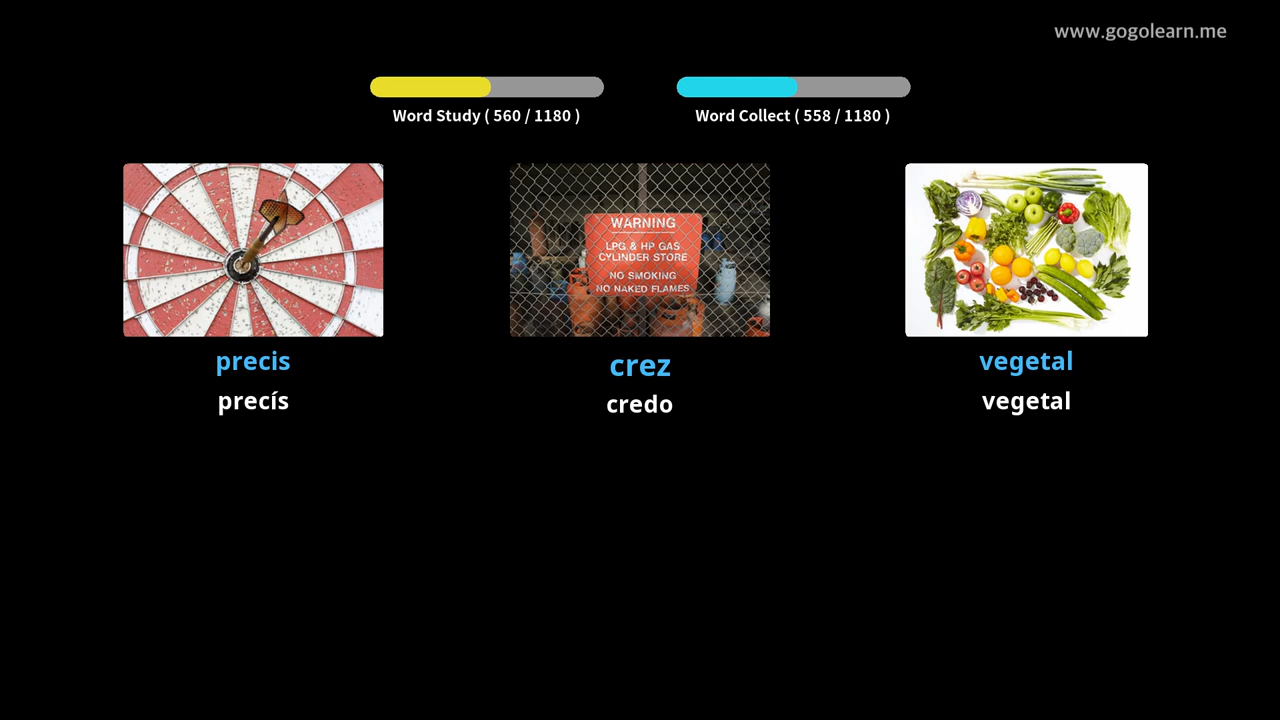 www.gogolearn.me
Word Study ( 560 / 1180 )
Word Collect ( 558 / 1180 )
WARNING
LPG & HP GAS
CYLINDER STORE
NO SMOKING
NO NAKED FLAMES
precis
precís
crez
credo
vegetal
vegetal